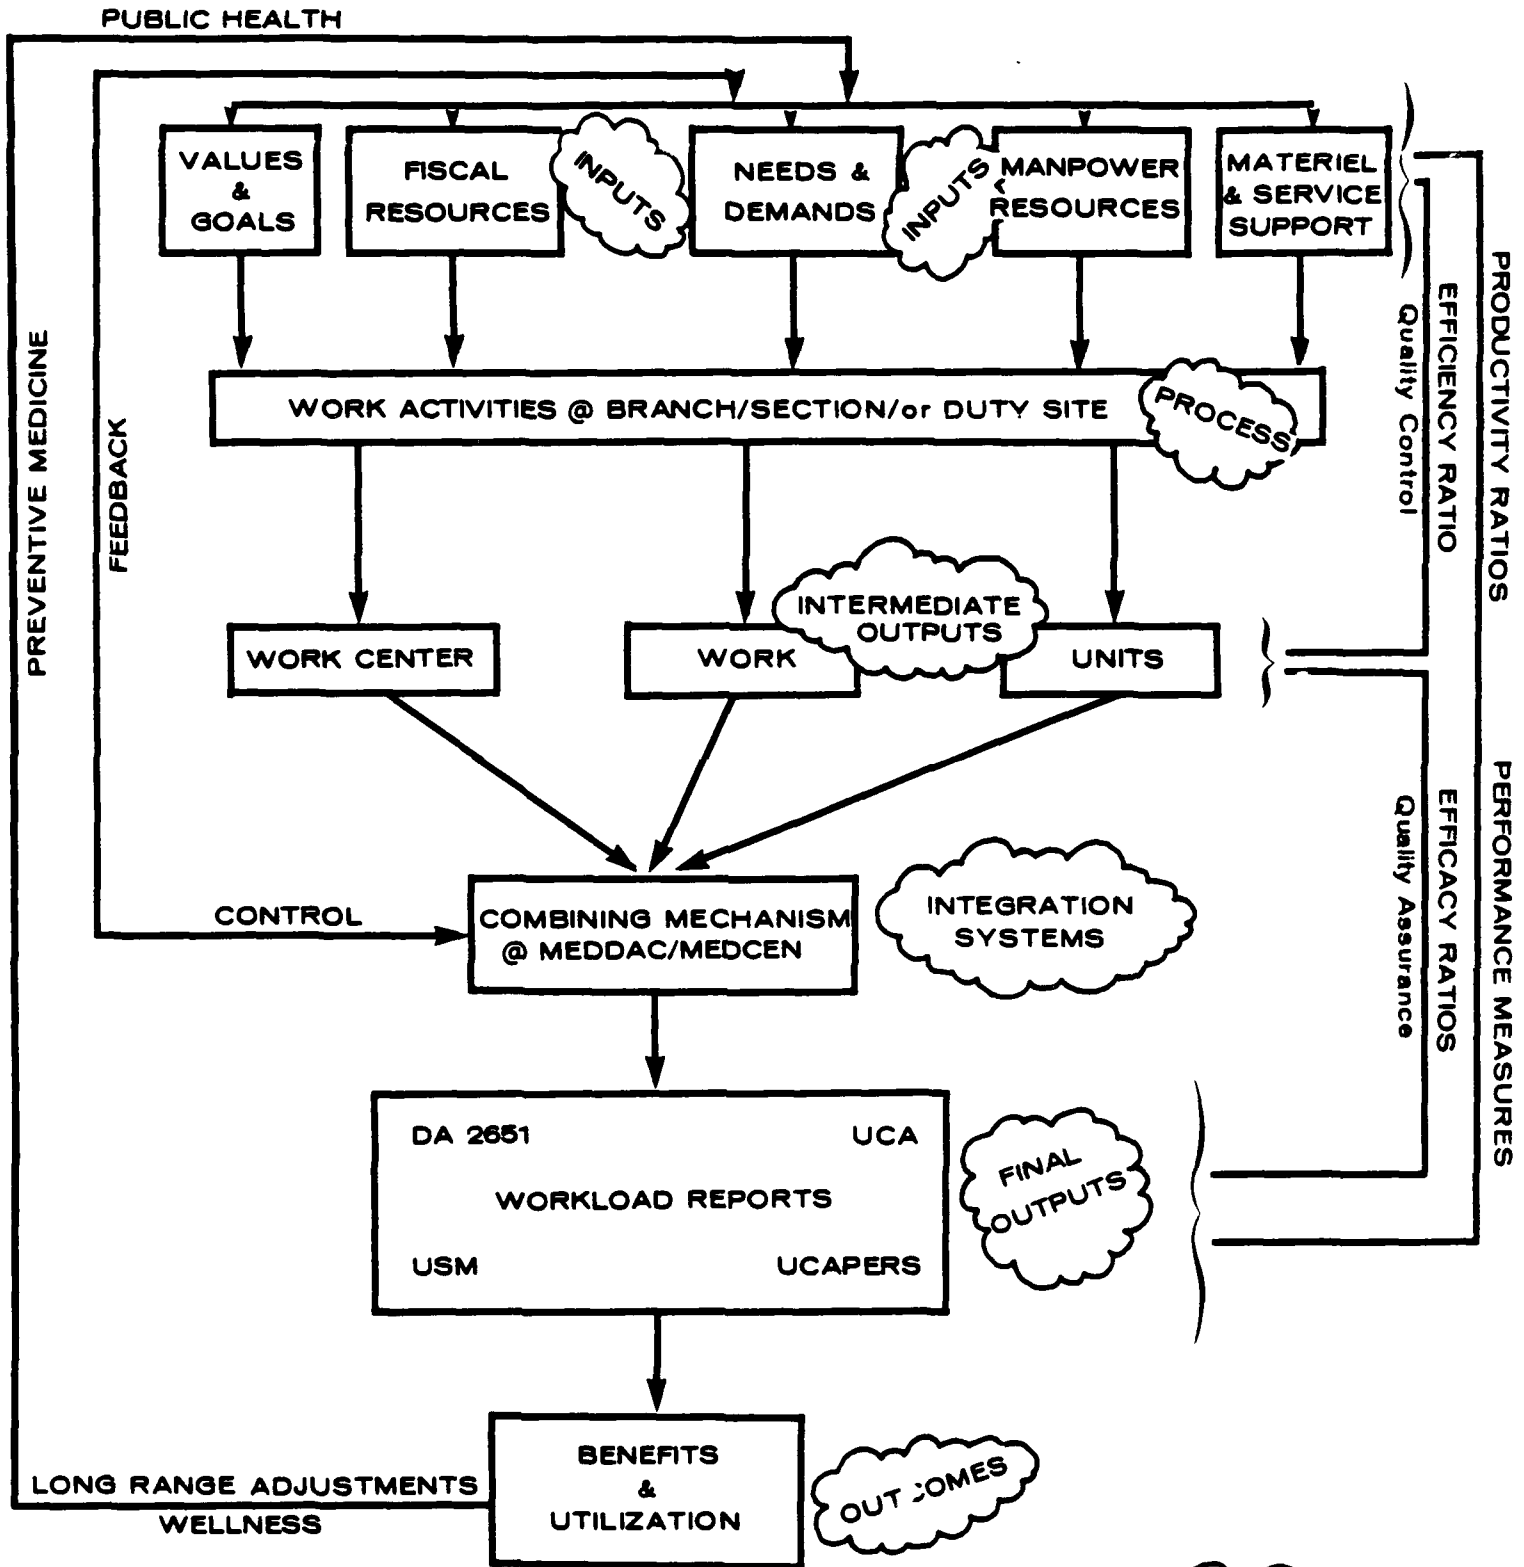 PUBLIC HEALTH
VALUES
&
GOALS
FISCAL
RESOURCES
INPUTS
NEEDS &
DEMANDS
INPUTS
MANPOWER
RESOURCES
MATERIEL
& SERVICE
SUPPORT
WORK ACTIVITIES @ BRANCH/SECTION/or DUTY SITE
PROCESS
PREVENTIVE MEDICINE
FEEDBACK
PRODUCTIVITY RATIOS
EFFICIENCY RATIO
Quality Control
INTERMEDIATE
OUTPUTS
WORK CENTER
WORK
UNITS
PERFORMANCE MEASURES
EFFICACY RATIOS
Quality Assurance
CONTROL
COMBINING MECHANISM
@ MEDDAC/MEDCEN
INTEGRATION
SYSTEMS
DA 2651
UCA
WORKLOAD REPORTS
USM
UCAPERS
FINAL
OUTPUTS
LONG RANGE ADJUSTMENTS
WELLNESS
BENEFITS
&
UTILIZATION
OUTCOMES